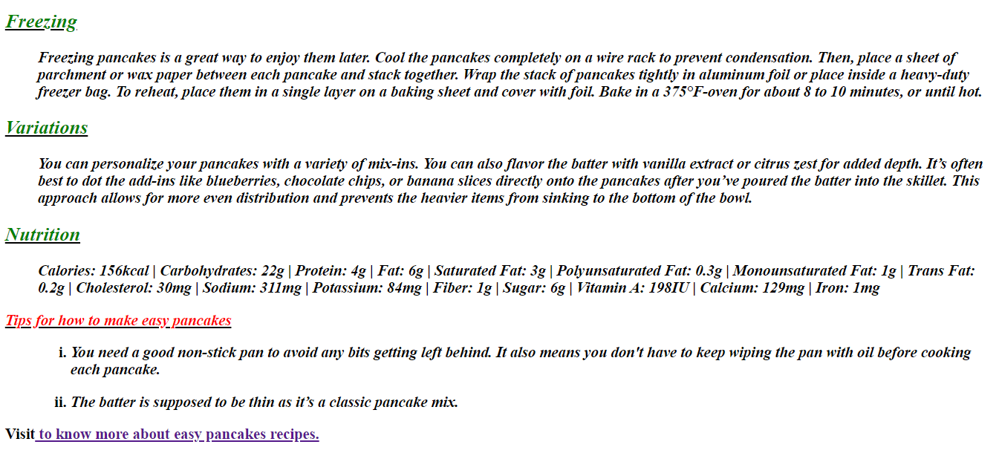 Freezing
Freezing pancakes is a great way to enjoy them later. Cool the pancakes completely on a wire rack to prevent condensation. Then, place a sheet of
parchment or wax paper between each pancake and stack together. Wrap the stack of pancakes tightly in aluminum foil or place inside a heavy-duty
freezer bag. To reheat, place them in a single layer on a baking sheet and cover with foil. Bake in a 375°F-oven for about 8 to 10 minutes, or until hot.
Variations
You can personalize your pancakes with a variety of mix-ins. You can also flavor the batter with vanilla extract or citrus zest for added depth. It’s often
best to dot the add-ins like blueberries, chocolate chips, or banana slices directly onto the pancakes after you’ve poured the batter into the skillet. This
approach allows for more even distribution and prevents the heavier items from sinking to the bottom of the bowl.
Nutrition
Calories: 156kcal | Carbohydrates: 22g | Protein: 4g | Fat: 6g | Saturated Fat: 3g | Polyunsaturated Fat: 0.3g | Monounsaturated Fat: 1g | Trans Fat:
0.2g | Cholesterol: 30mg | Sodium: 311mg | Potassium: 84mg | Fiber: 1g | Sugar: 6g | Vitamin A: 198IU | Calcium: 129mg | Iron: 1mg
Tips for how to make easy pancakes
i. You need a good non-stick pan to avoid any bits getting left behind. It also means you don't have to keep wiping the pan with oil before cooking
each pancake.
ii. The batter is supposed to be thin as it’s a classic pancake mix.
Visit to know more about easy pancakes recipes.